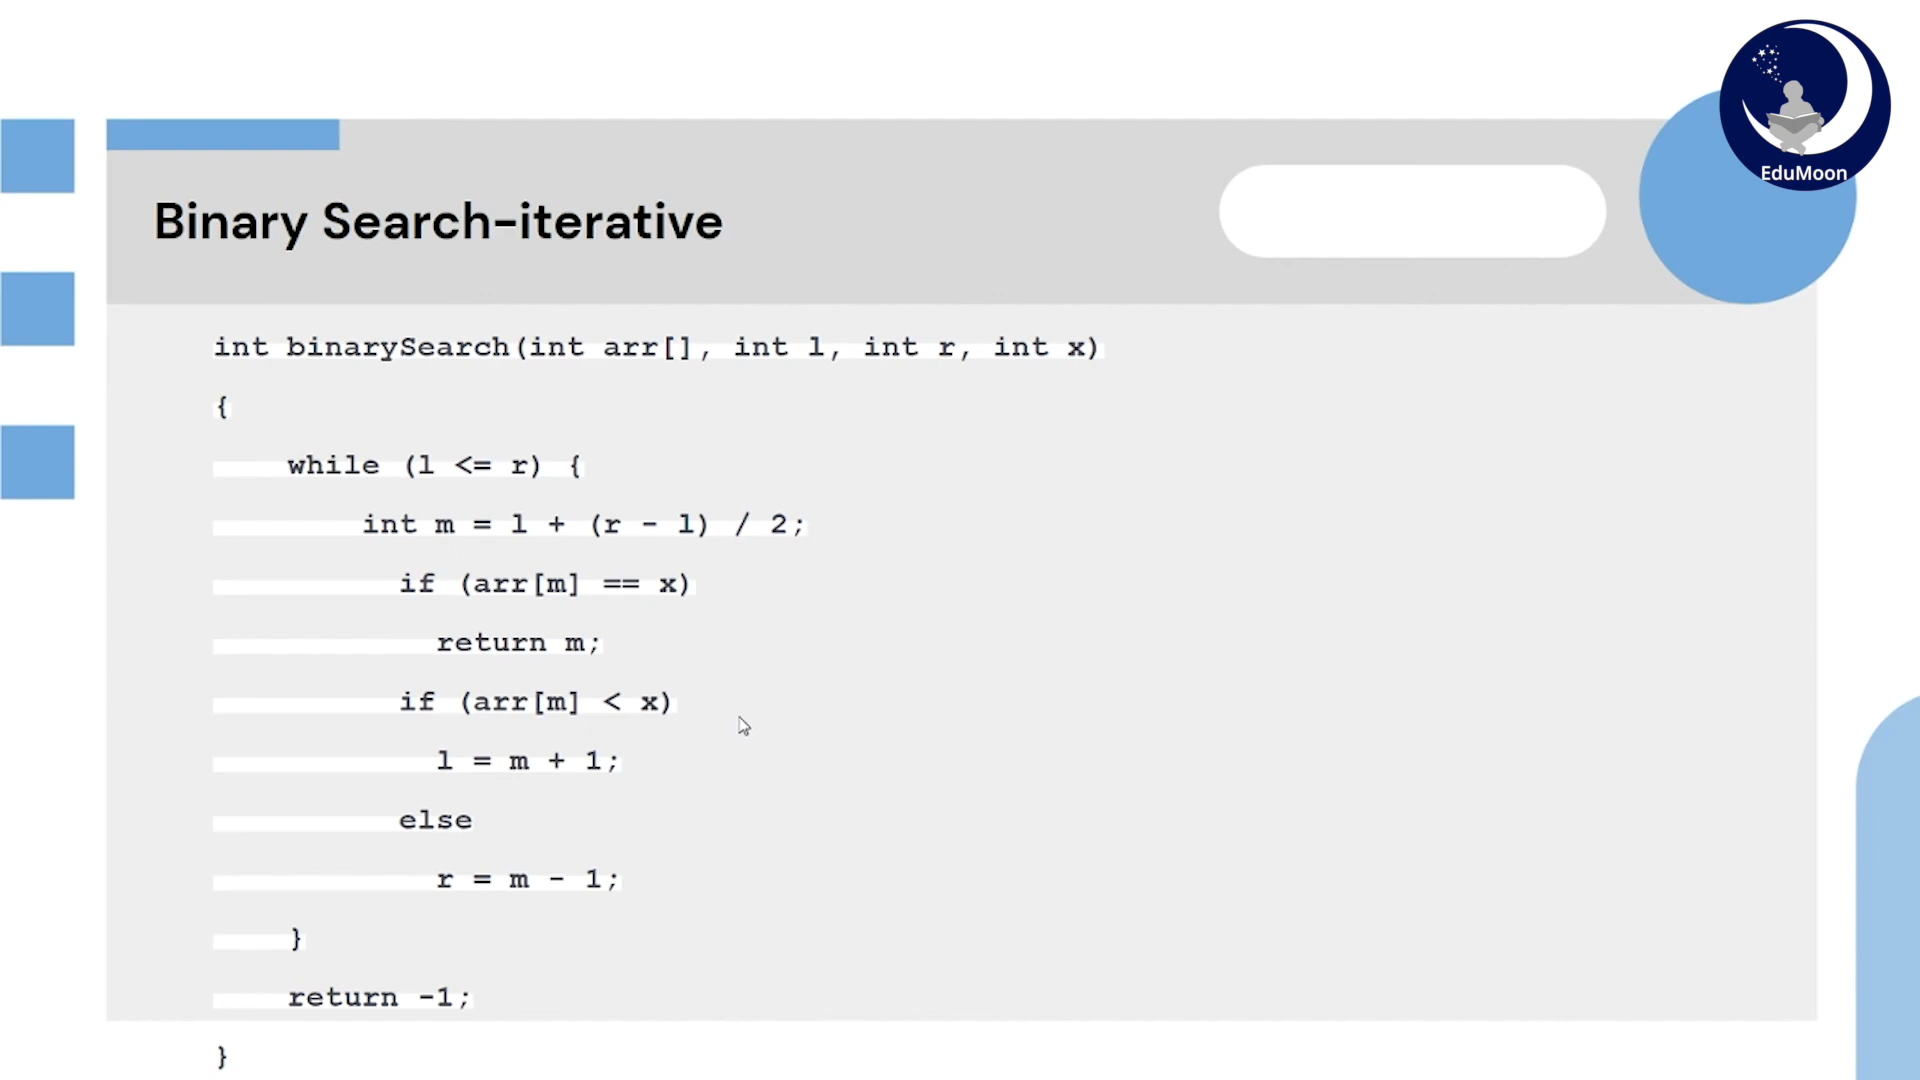 EduMoon
Binary Search-iterative
int binarySearch(int arr[], int l, int r, int x)
{
while (l <= r) {
int m = l + (r - l) / 2;
if (arr[m] == x)
return m;
if (arr[m] < x)
l = m + 1;
else
r = m - 1;
}
return -1;
}